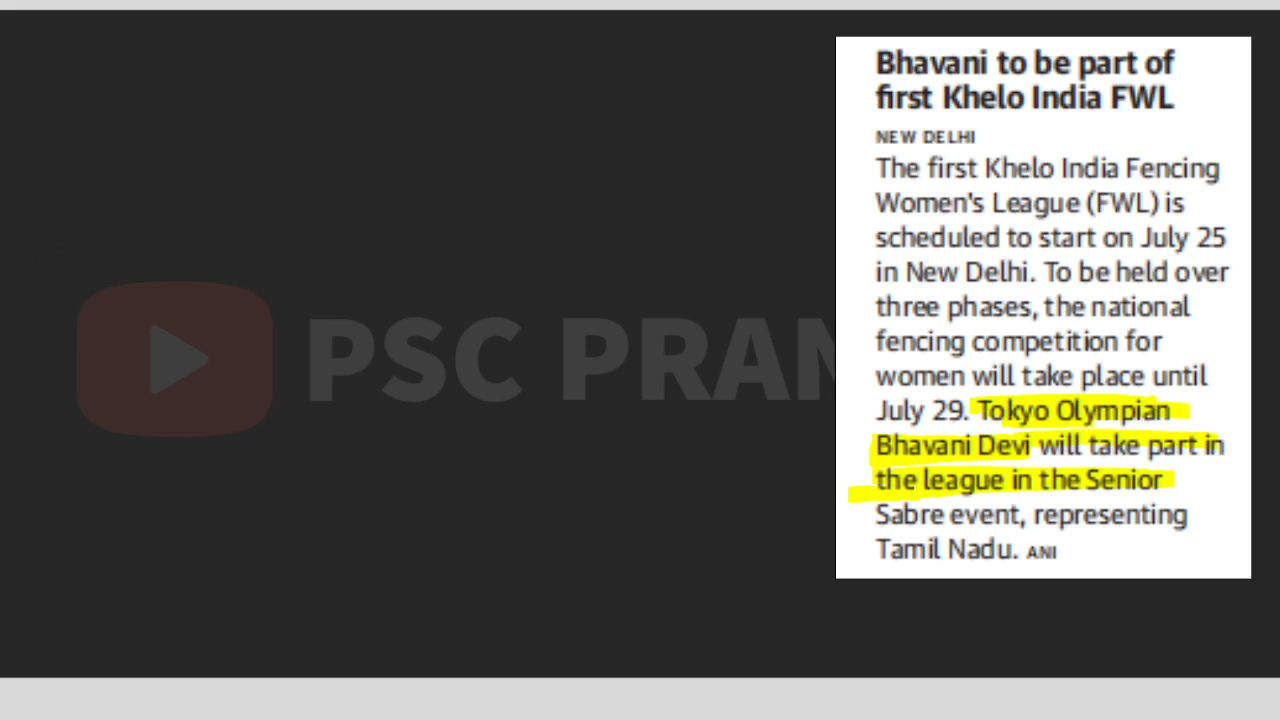 Bhavani to be part of
first Khelo India FWL
NEW DELHI
The first Khelo India Fencing
Women's League (FWL) is
scheduled to start on July 25
in New Delhi. To be held over
three phases, the national
fencing competition for
women will take place until
July 29. Tokyo Olympian
Bhavani Devi will take part in
the league in the Senior
Sabre event, representing
Tamil Nadu. ANI
PSC PRAN